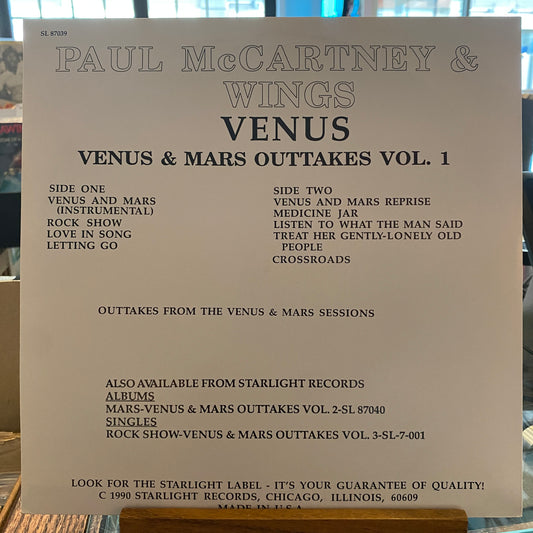 SL 87039
PAUL McCARTNEY &
WINGS
VENUS
VENUS & MARS OUTTAKES VOL. 1
SIDE ONE
VENUS AND MARS
(INSTRUMENTAL)
ROCK SHOW
LOVE IN SONG
LETTING GO
SIDE TWO
VENUS AND MARS REPRISE
MEDICINE JAR
LISTEN TO WHAT THE MAN SAID
TREAT HER GENTLY-LONELY OLD
PEOPLE
CROSSROADS
OUTTAKES FROM THE VENUS & MARS SESSIONS
ALSO AVAILABLE FROM STARLIGHT RECORDS
ALBUMS
MARS-VENUS & MARS OUTTAKES VOL. 2-SL 87040
SINGLES
ROCK SHOW-VENUS & MARS OUTTAKES VOL. 3-SL-7-001
LOOK FOR THE STARLIGHT LABEL - IT'S YOUR GUARANTEE OF QUALITY!
C 1990 STARLIGHT RECORDS, CHICAGO, ILLINOIS, 60609
MADE IN U.S.A.